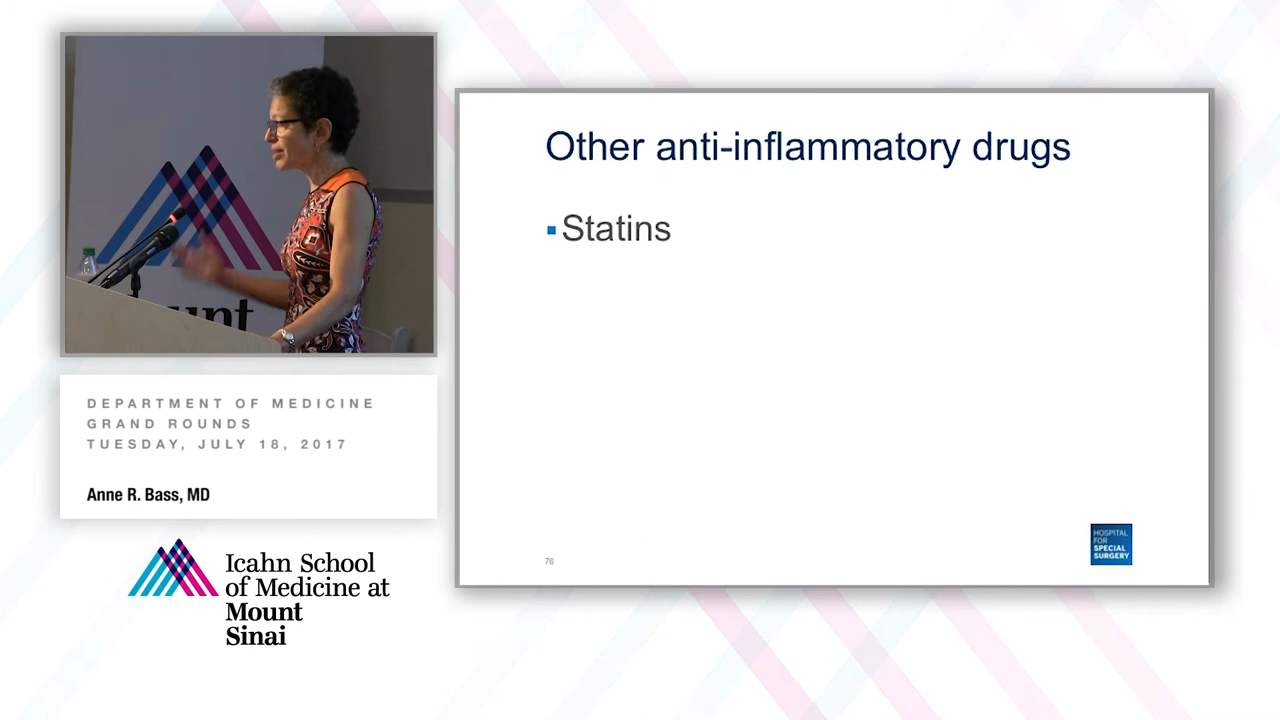 unt
DEPARTMENT OF MEDICINE
GRAND ROUNDS
TUESDAY, JULY 18, 2017
Anne R. Bass, MD
Icahn School
of Medicine at
Mount
Sinai
Other anti-inflammatory drugs
▪Statins
76
HOSPITAL
FOR
SPECIAL
SURGERY